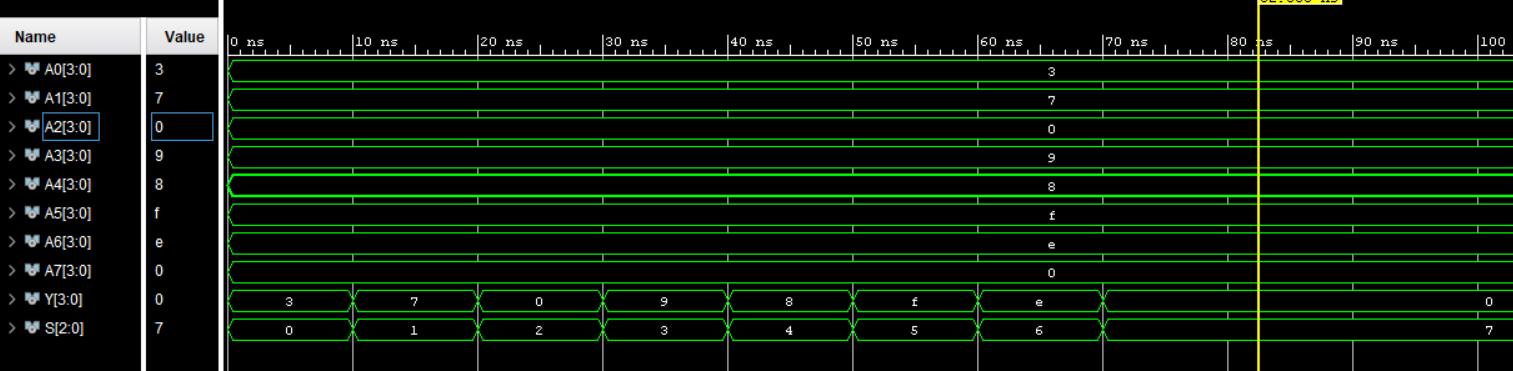 Name Value
0 ns 10 ns 20 ns 30 ns 40 ns 50 ns 60 ns 70 ns 80 ns 90 ns 100
A0[3:0] 3 3
A1[3:0] 7 7
A2[3:0] 0 0
A3[3:0] 9 9
A4[3:0] 8 8
A5[3:0] f f
A6[3:0] e e
A7[3:0] 0 0
Y[3:0] 0 3 7 0 9 8 f e 0
S[2:0] 7 0 1 2 3 4 5 6 7